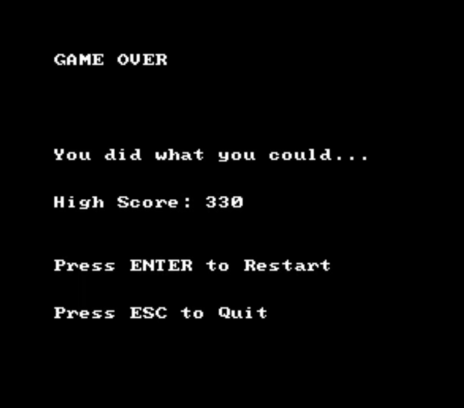 GAME OVER
You did what you could...
High Score: 330
Press ENTER to Restart
Press ESC to Quit